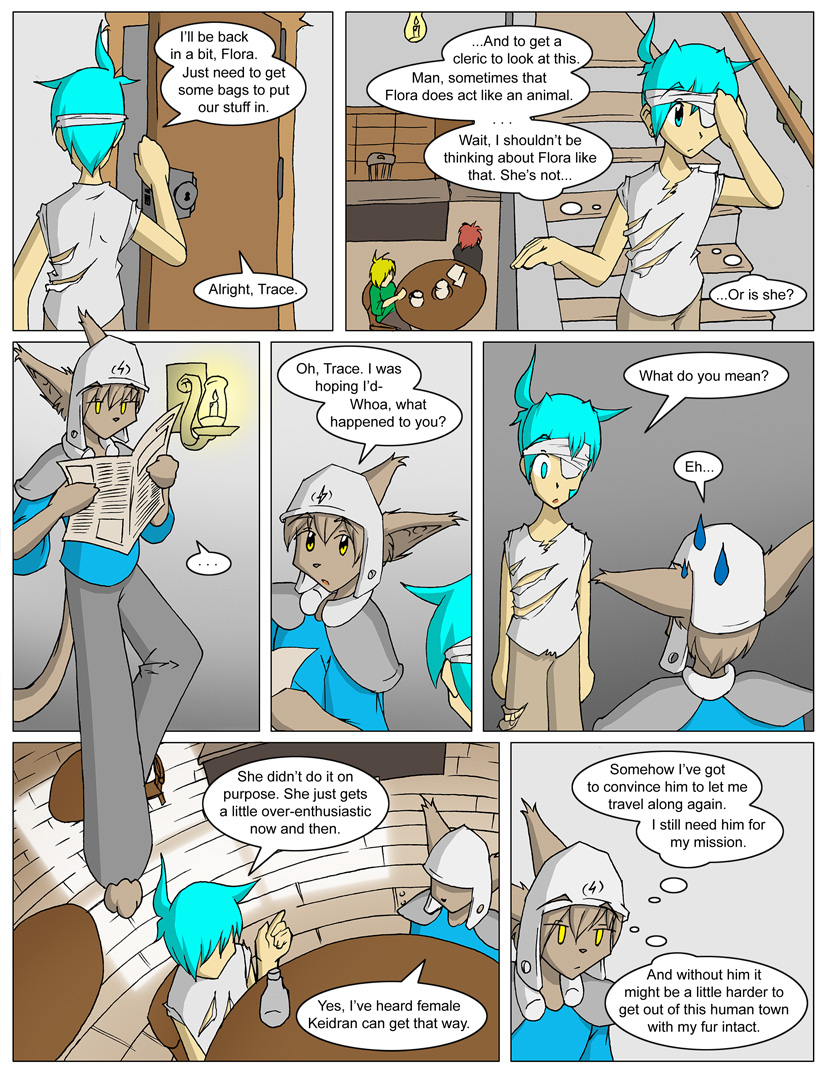 I'll be back
in a bit, Flora.
Just need to get
some bags to put
our stuff in.
Alright, Trace.
...And to get a
cleric to look at this.
Man, sometimes that
Flora does act like an animal.
. . .
Wait, I shouldn't be
thinking about Flora like
that. She's not...
...Or is she?
. . .
Oh, Trace. I was
hoping I'd-
Whoa, what
happened to you?
What do you mean?
Eh...
She didn't do it on
purpose. She just gets
a little over-enthusiastic
now and then.
Yes, I've heard female
Keidran can get that way.
Somehow I've got
to convince him to let me
travel along again.
I still need him for
my mission.
And without him it
might be a little harder to
get out of this human town
with my fur intact.